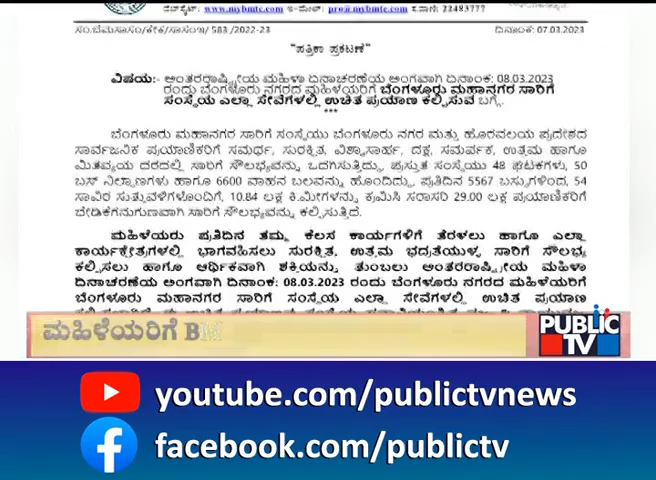 ವೆಬ್‌ಸೈಟ್: www.mybmtc.com ಇ-ಮೇಲ್: pro@mybmtc.com ಸಹಾಯ: 22483777
ಸಂ.ಬೆಮಸಾಸಂ/ಕೇಕ/ಸಾಸಂಇ/ 583 /2022-23 ದಿನಾಂಕ: 07.03.2023
"ಪತ್ರಿಕಾ ಪ್ರಕಟಣೆ"
ವಿಷಯ:- ಅಂತರರಾಷ್ಟ್ರೀಯ ಮಹಿಳಾ ದಿನಾಚರಣೆಯ ಅಂಗವಾಗಿ ದಿನಾಂಕ: 08.03.2023
ರಂದು ಬೆಂಗಳೂರು ನಗರದ ಮಹಿಳೆಯರಿಗೆ ಬೆಂಗಳೂರು ಮಹಾನಗರ ಸಾರಿಗೆ
ಸಂಸ್ಥೆಯ ಎಲ್ಲಾ ಸೇವೆಗಳಲ್ಲಿ ಉಚಿತ ಪ್ರಯಾಣ ಕಲ್ಪಿಸುವ ಬಗ್ಗೆ.
***
ಬೆಂಗಳೂರು ಮಹಾನಗರ ಸಾರಿಗೆ ಸಂಸ್ಥೆಯು ಬೆಂಗಳೂರು ನಗರ ಮತ್ತು ಹೊರವಲಯ ಪ್ರದೇಶದ
ಸಾರ್ವಜನಿಕ ಪ್ರಯಾಣಿಕರಿಗೆ ಸಮರ್ಥ, ಸುರಕ್ಷಿತ, ವಿಶ್ವಾಸಾರ್ಹ, ದಕ್ಷ, ಸಮರ್ಪಕ, ಉತ್ತಮ ಹಾಗೂ
ಮಿತವ್ಯಯ ದರದಲ್ಲಿ ಸಾರಿಗೆ ಸೌಲಭ್ಯವನ್ನು ಒದಗಿಸುತ್ತಿದ್ದು, ಪ್ರಸ್ತುತ ಸಂಸ್ಥೆಯು 48 ಘಟಕಗಳು, 50
ಬಸ್ ನಿಲ್ದಾಣಗಳು ಹಾಗೂ 6600 ವಾಹನ ಬಲವನ್ನು ಹೊಂದಿದ್ದು, ಪ್ರತಿದಿನ 5567 ಬಸ್ಸುಗಳಿಂದ, 54
ಸಾವಿರ ಸುತ್ತುವಳಿಗಳೊಂದಿಗೆ, 10.84 ಲಕ್ಷ ಕಿ.ಮೀಗಳನ್ನು ಕ್ರಮಿಸಿ ಸರಾಸರಿ 29.00 ಲಕ್ಷ ಪ್ರಯಾಣಿಕರಿಗೆ
ಬೇಡಿಕೆಗನುಗುಣವಾಗಿ ಸಾರಿಗೆ ಸೌಲಭ್ಯವನ್ನು ಕಲ್ಪಿಸುತ್ತಿದೆ.
ಮಹಿಳೆಯರು ಪ್ರತಿದಿನ ತಮ್ಮ ಕೆಲಸ ಕಾರ್ಯಗಳಿಗೆ ತೆರಳಲು ಹಾಗೂ ಎಲ್ಲಾ
ಕಾರ್ಯಕ್ಷೇತ್ರಗಳಲ್ಲಿ ಭಾಗವಹಿಸಲು ಸುರಕ್ಷಿತ, ಉತ್ತಮ ಭದ್ರತೆಯುಳ್ಳ ಸಾರಿಗೆ ಸೌಲಭ್ಯ
ಕಲ್ಪಿಸಲು ಹಾಗೂ ಆರ್ಥಿಕವಾಗಿ ಶಕ್ತಿಯನ್ನು ತುಂಬಲು ಅಂತರರಾಷ್ಟ್ರೀಯ ಮಹಿಳಾ
ದಿನಾಚರಣೆಯ ಅಂಗವಾಗಿ ದಿನಾಂಕ: 08.03.2023 ರಂದು ಬೆಂಗಳೂರು ನಗರದ ಮಹಿಳೆಯರಿಗೆ
ಬೆಂಗಳೂರು ಮಹಾನಗರ ಸಾರಿಗೆ ಸಂಸ್ಥೆಯ ಎಲ್ಲಾ ಸೇವೆಗಳಲ್ಲಿ ಉಚಿತ ಪ್ರಯಾಣ
ಮಹಿಳೆಯರಿಗೆ BM
PUBLIC
TV
youtube.com/publictvnews
facebook.com/publictv